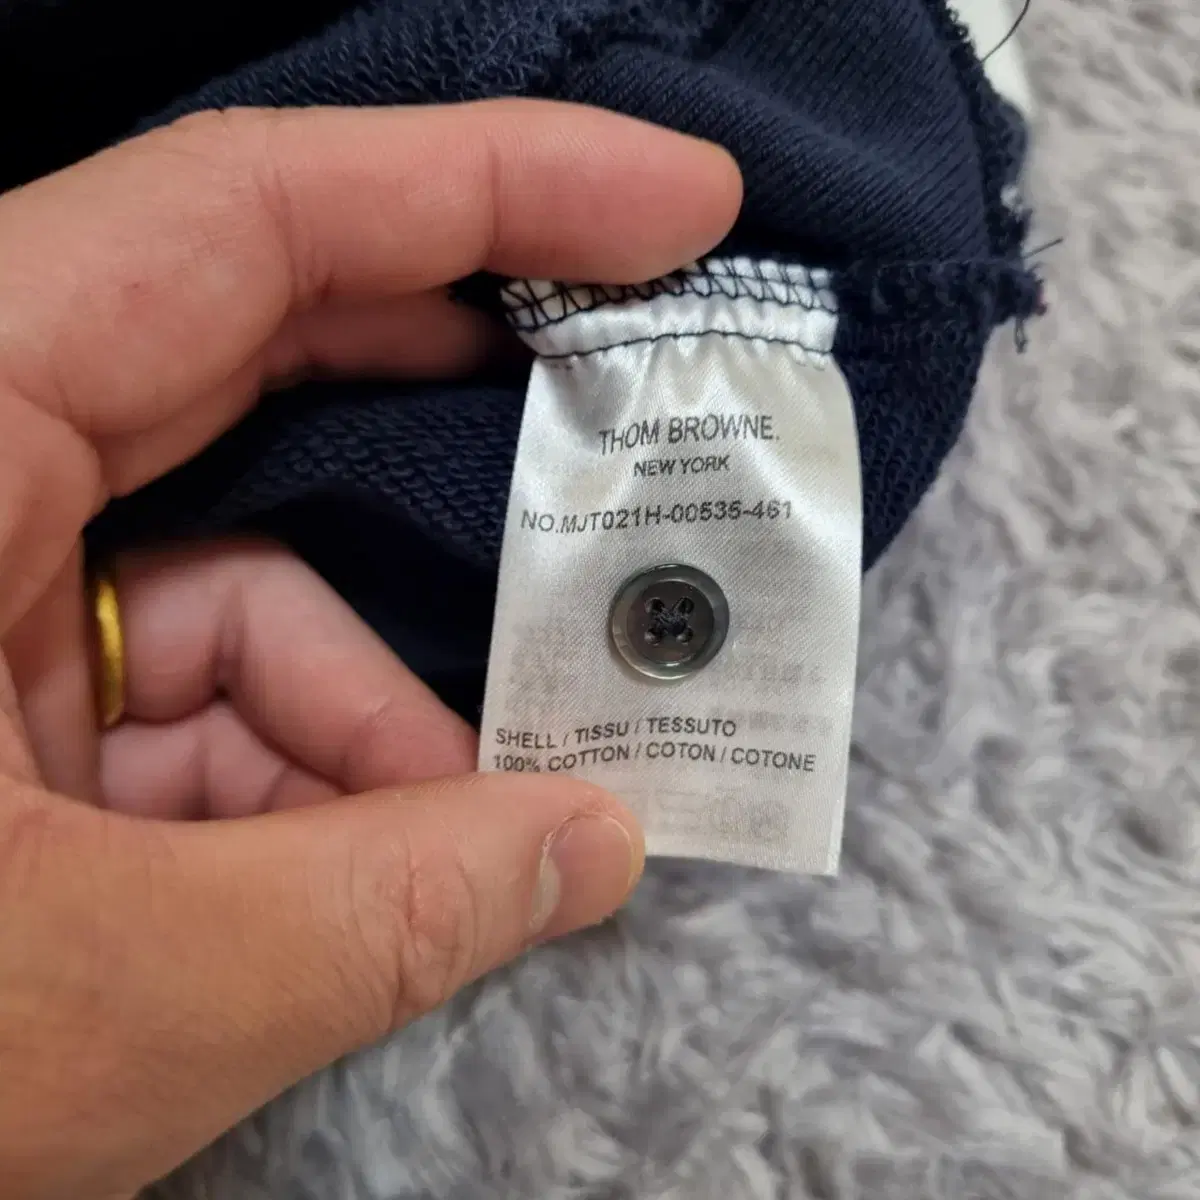 THOM BROWNE.
NEW YORK
NO.MJT021H-00535-461
SHELL / TISSU / TESSUTO
100% COTTON / COTON / COTONE